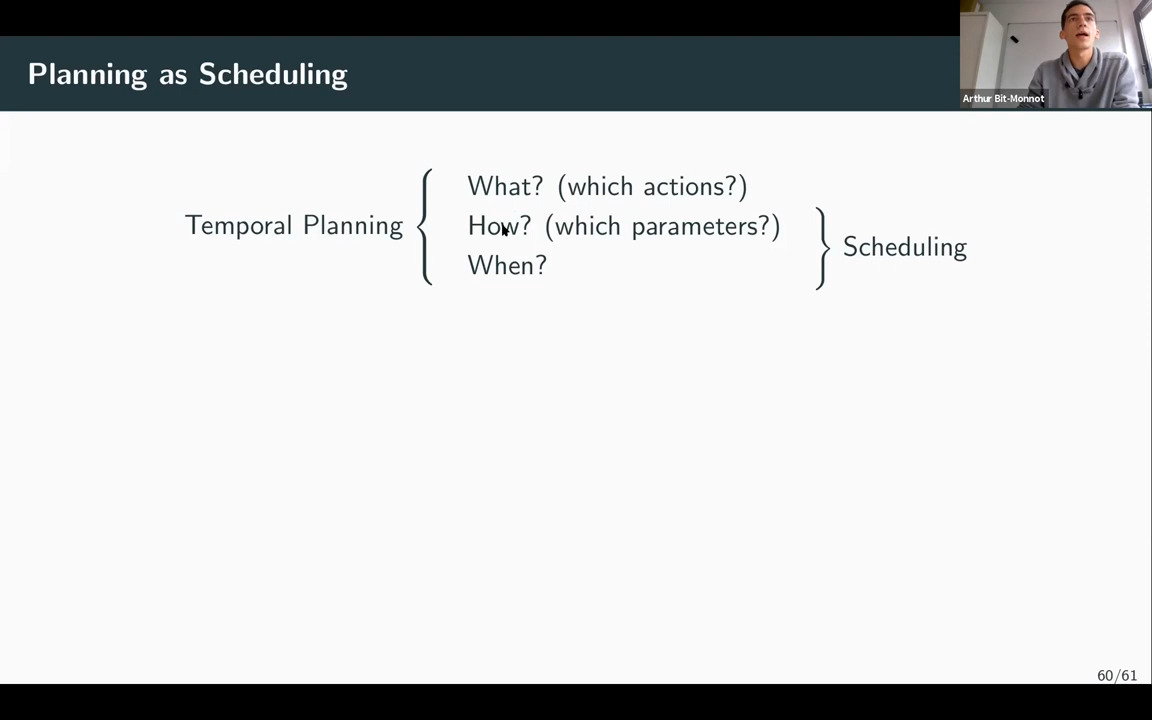 Planning as Scheduling
Arthur Bit-Monnot
What? (which actions?)
Temporal Planning
How? (which parameters?)
When?
Scheduling
60/61